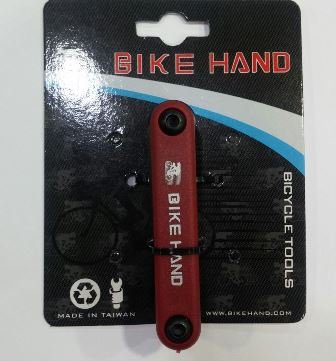 BIKE HAND
BIKE HAND
BICYCLE TOOLS
MADE IN TAIWAN
WWW.BIKEHAND.COM